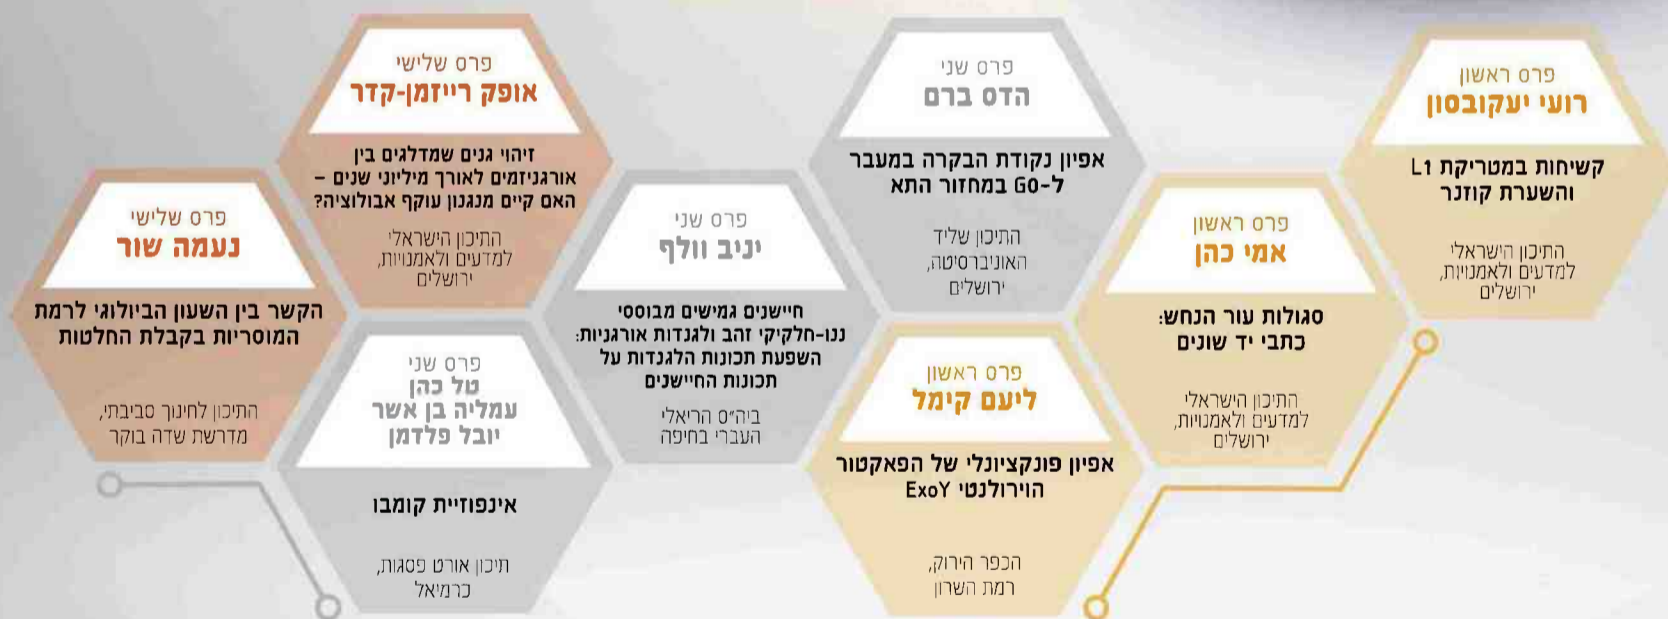 פרס ראשון
רועי יעקובסון
קשיחות במטריקת L1
והשערת קוזנר
התיכון הישראלי
למדעים ולאמנויות,
ירושלים
פרס ראשון
אמי כהן
סגולות עור הנחש:
כתבי יד שונים
התיכון הישראלי
למדעים ולאמנויות,
ירושלים
פרס ראשון
ליעם קימל
אפיון פונקציונלי של הפאקטור
הוירולנטי ExoY
הכפר הירוק,
רמת השרון
פרס שני
הדס ברם
אפיון נקודת הבקרה במעבר
ל-G0 במחזור התא
התיכון שליד
האוניברסיטה,
ירושלים
פרס שני
יניב וולף
חיישנים גמישים מבוססי
ננו-חלקיקי זהב ולגנדות אורגניות:
השפעת תכונות הלגנדות על
תכונות החיישנים
ביה"ס הריאלי
העברי בחיפה
פרס שני
טל כהן
עמליה בן אשר
יובל פלדמן
אינפוזיית קומבו
תיכון אורט פסגות,
כרמיאל
פרס שלישי
אופק רייזמן-קדר
זיהוי גנים שמדלגים בין
אורגניזמים לאורך מיליוני שנים –
האם קיים מנגנון עוקף אבולוציה?
התיכון הישראלי
למדעים ולאמנויות,
ירושלים
פרס שלישי
נעמה שור
הקשר בין השעון הביולוגי לרמת
המוסריות בקבלת החלטות
התיכון לחינוך סביבתי,
מדרשת שדה בוקר